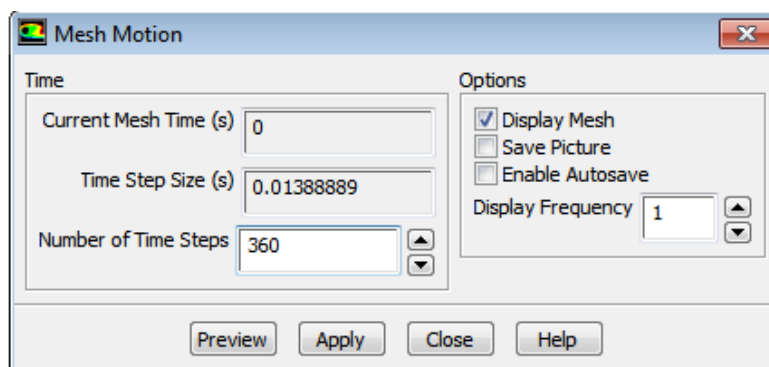 Mesh Motion
Time
Current Mesh Time (s) 0
Time Step Size (s) 0.01388889
Number of Time Steps 360
Options
Display Mesh
Save Picture
Enable Autosave
Display Frequency 1
Preview Apply Close Help